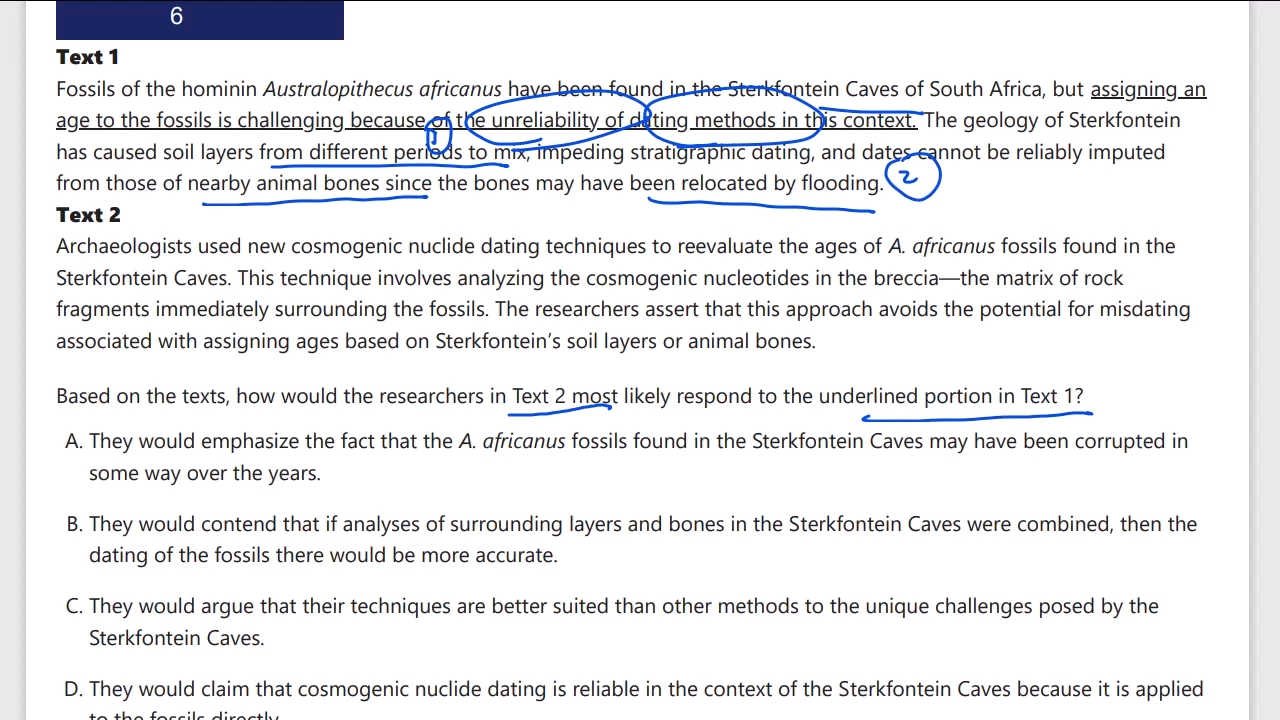 6
Text 1
Fossils of the hominin Australopithecus africanus have been found in the Sterkfontein Caves of South Africa, but assigning an
age to the fossils is challenging because of the unreliability of dating methods in this context. The geology of Sterkfontein
has caused soil layers from different periods to mix, impeding stratigraphic dating, and dates cannot be reliably imputed
from those of nearby animal bones since the bones may have been relocated by flooding. 2
Text 2
Archaeologists used new cosmogenic nuclide dating techniques to reevaluate the ages of A. africanus fossils found in the
Sterkfontein Caves. This technique involves analyzing the cosmogenic nucleotides in the breccia—the matrix of rock
fragments immediately surrounding the fossils. The researchers assert that this approach avoids the potential for misdating
associated with assigning ages based on Sterkfontein's soil layers or animal bones.
Based on the texts, how would the researchers in Text 2 most likely respond to the underlined portion in Text 1?
A. They would emphasize the fact that the A. africanus fossils found in the Sterkfontein Caves may have been corrupted in
some way over the years.
B. They would contend that if analyses of surrounding layers and bones in the Sterkfontein Caves were combined, then the
dating of the fossils there would be more accurate.
C. They would argue that their techniques are better suited than other methods to the unique challenges posed by the
Sterkfontein Caves.
D. They would claim that cosmogenic nuclide dating is reliable in the context of the Sterkfontein Caves because it is applied
to the fossils directly.